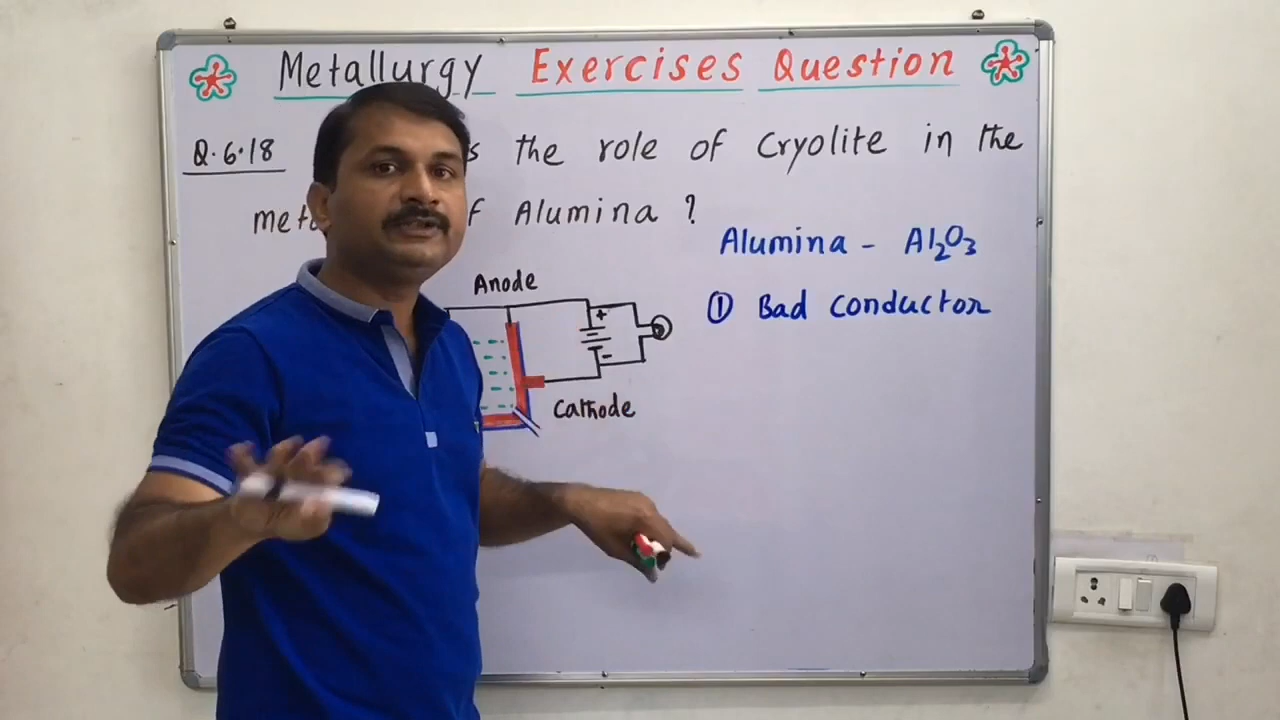 Metallurgy Exercises Question
Q.6.18 the role of Cryolite in the
Alumina ?
Alumina - Al2O3
① Bad conductor
Anode
+
-
Cathode